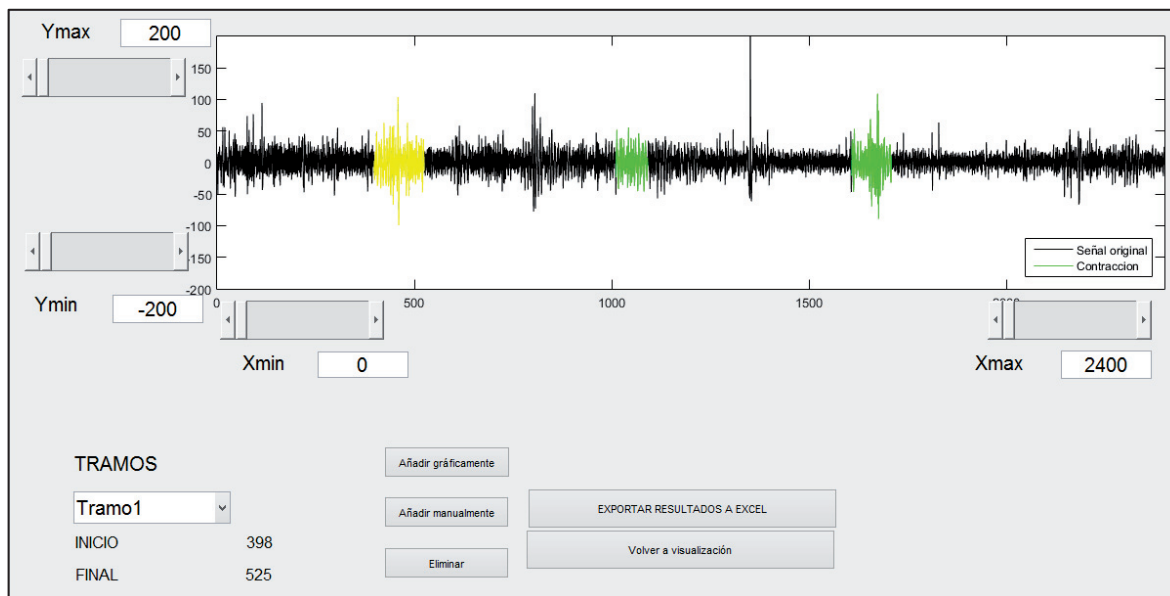 Ymax
200
150
100
50
0
-50
-100
-150
-200
Ymin
-200
0
500
1000
1500
Señal original
Contraccion
Xmin
0
Xmax
2400
TRAMOS
Tramo1
INICIO
398
FINAL
525
Añadir gráficamente
Añadir manualmente
Eliminar
EXPORTAR RESULTADOS A EXCEL
Volver a visualización